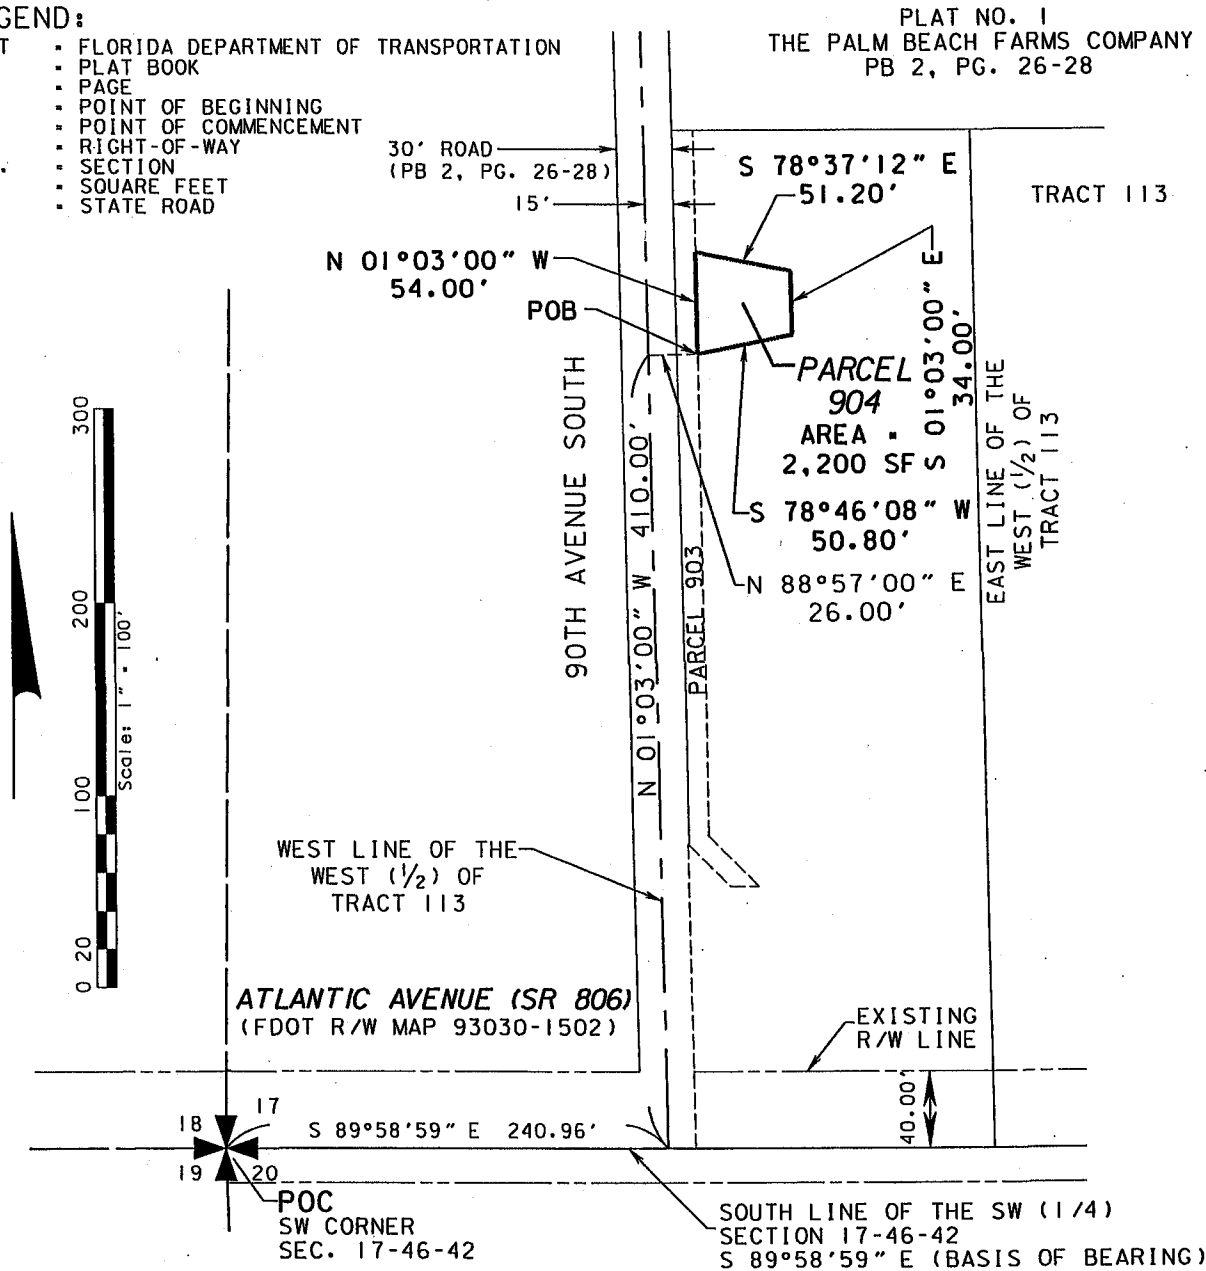 GEND:
T = FLORIDA DEPARTMENT OF TRANSPORTATION
= PLAT BOOK
= PAGE
= POINT OF BEGINNING
= POINT OF COMMENCEMENT
= RIGHT-OF-WAY
. = SECTION
= SQUARE FEET
= STATE ROAD
PLAT NO. 1
THE PALM BEACH FARMS COMPANY
PB 2, PG. 26-28
30' ROAD
(PB 2, PG. 26-28)
15'
S 78°37'12" E
51.20'
TRACT 113
N 01°03'00" W
54.00'
POB
S 01°03'00" E
34.00'
PARCEL
904
AREA =
2,200 SF
S 78°46'08" W
50.80'
N 88°57'00" E
26.00'
EAST LINE OF THE
WEST (1/2) OF
TRACT 113
90TH AVENUE SOUTH
N 01°03'00" W 410.00'
PARCEL 903
300
200
100
20
0
Scale: 1" = 100'
WEST LINE OF THE
WEST (1/2) OF
TRACT 113
ATLANTIC AVENUE (SR 806)
(FDOT R/W MAP 93030-1502)
EXISTING
R/W LINE
40.00'
18 17
S 89°58'59" E 240.96'
19 20
POC
SW CORNER
SEC. 17-46-42
SOUTH LINE OF THE SW (1/4)
SECTION 17-46-42
S 89°58'59" E (BASIS OF BEARING)